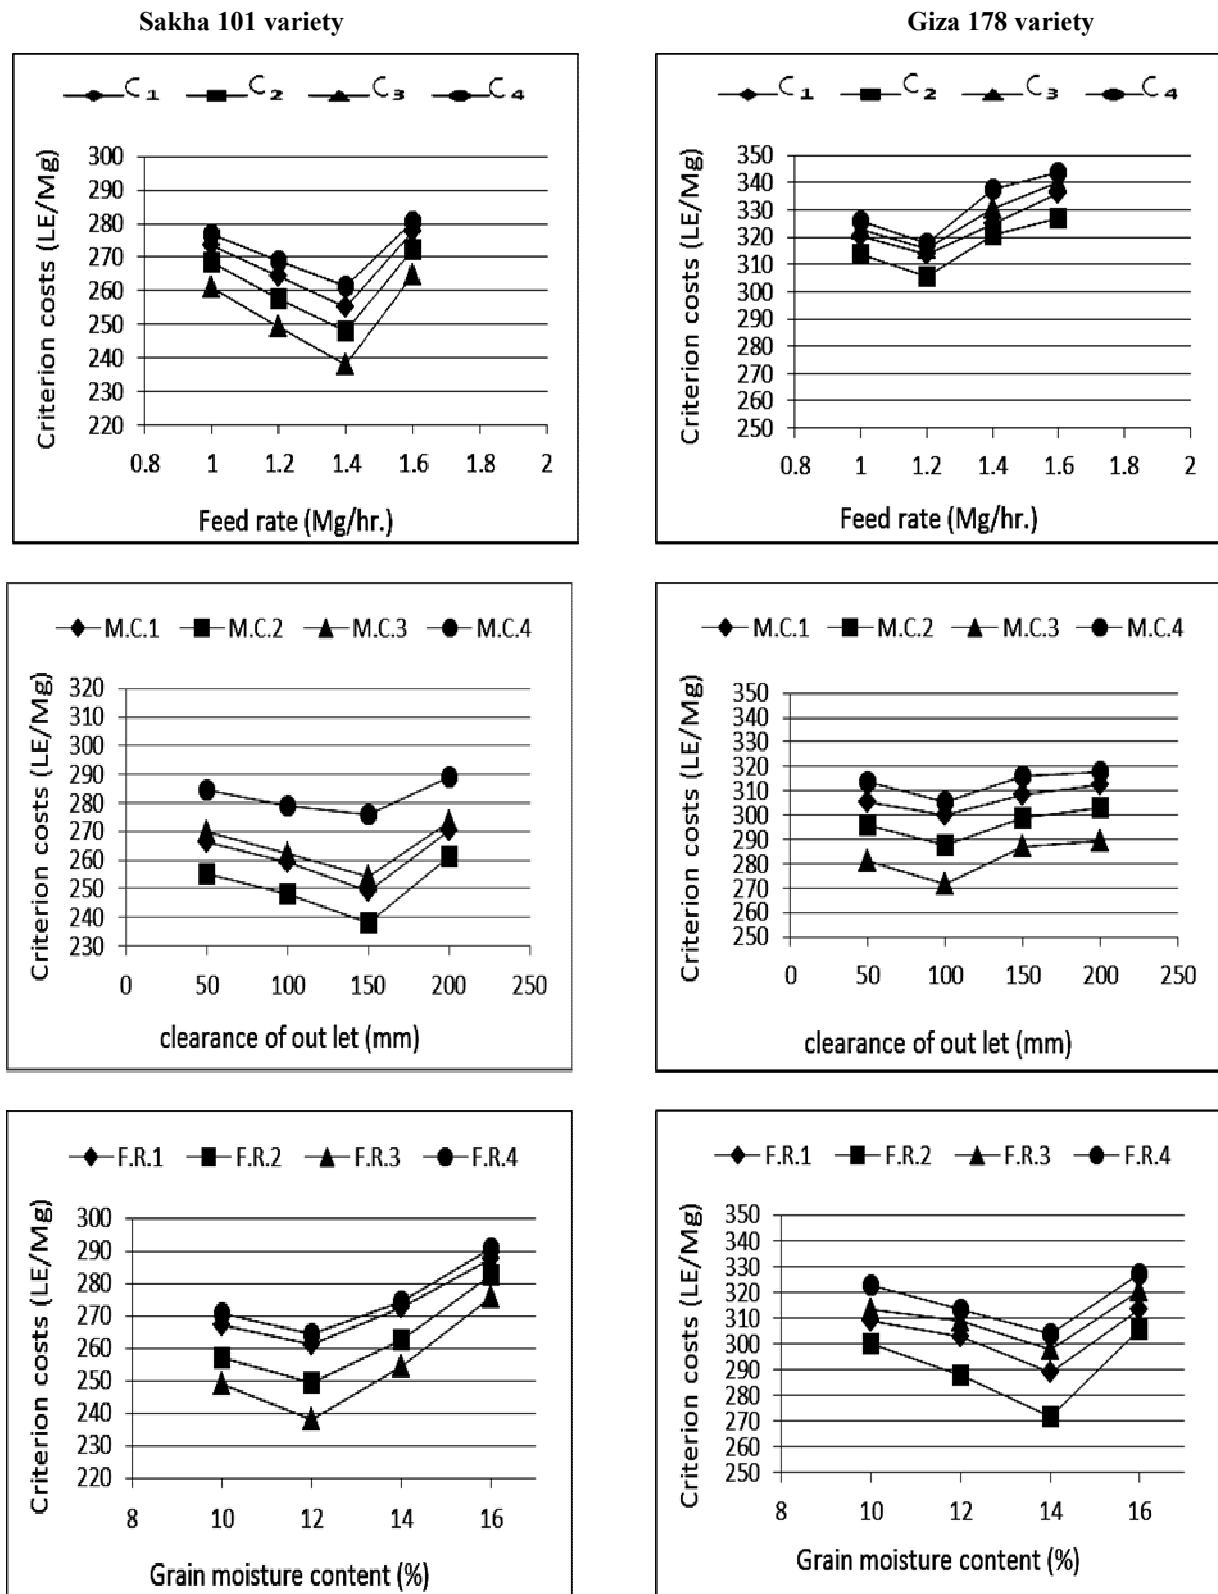 Sakha 101 variety
Giza 178 variety
C1 C2 C3 C4
Criterion costs (LE/Mg)
300
290
280
270
260
250
240
230
220
0.8 1 1.2 1.4 1.6 1.8 2
Feed rate (Mg/hr.)
C1 C2 C3 C4
Criterion costs (LE/Mg)
350
340
330
320
310
300
290
280
270
260
250
0.8 1 1.2 1.4 1.6 1.8 2
Feed rate (Mg/hr.)
M.C.1 M.C.2 M.C.3 M.C.4
Criterion costs (LE/Mg)
320
310
300
290
280
270
260
250
240
230
0 50 100 150 200 250
clearance of out let (mm)
M.C.1 M.C.2 M.C.3 M.C.4
Criterion costs (LE/Mg)
350
340
330
320
310
300
290
280
270
260
250
0 50 100 150 200 250
clearance of out let (mm)
F.R.1 F.R.2 F.R.3 F.R.4
Criterion costs (LE/Mg)
300
290
280
270
260
250
240
230
220
8 10 12 14 16
Grain moisture content (%)
F.R.1 F.R.2 F.R.3 F.R.4
Criterion costs (LE/Mg)
350
340
330
320
310
300
290
280
270
260
250
8 10 12 14 16
Grain moisture content (%)